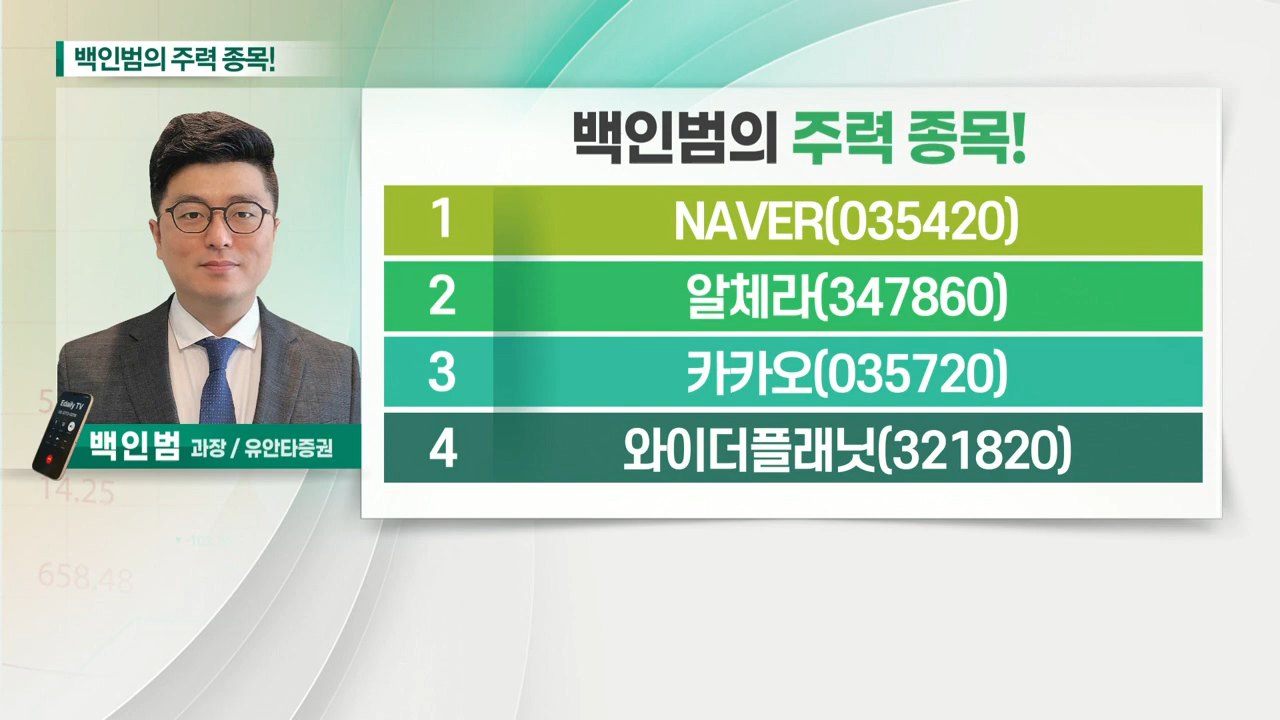 백인범의 주력 종목!
백인범의 주력 종목!
1 NAVER(035420)
2 알체라(347860)
3 카카오(035720)
4 와이더플래닛(321820)
Edaily TV
백인범 과장 / 유안타증권
14.25
658.48